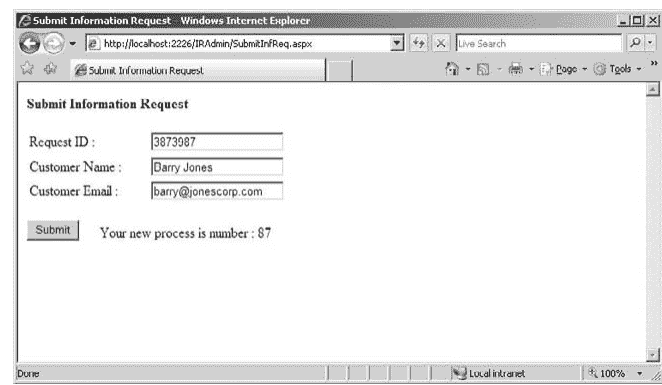 Submit Information Request - Windows Internet Explorer
http://localhost:2226/IRAdmin/SubmitInfReq.aspx
Live Search
Submit Information Request
Page
Tools
Submit Information Request
Request ID : 3873987
Customer Name : Barry Jones
Customer Email : barry@jonescorp.com
Submit Your new process is number : 87
Done Local intranet 100%